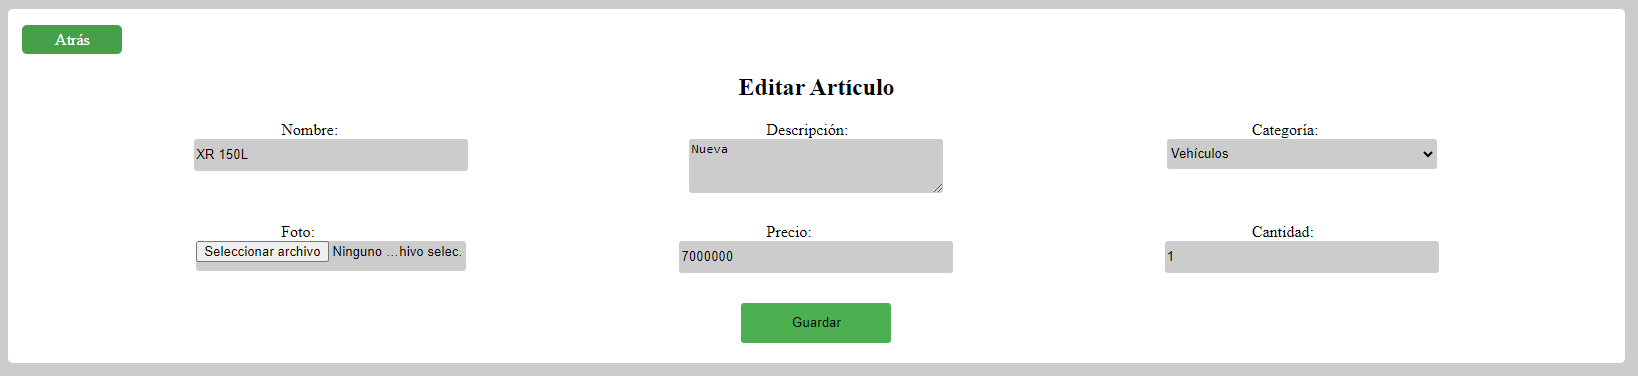 Atrás
Editar Artículo
Nombre:
XR 150L
Descripción:
Nueva
Categoría:
Vehículos
Foto:
Seleccionar archivo Ninguno ...hivo selec.
Precio:
7000000
Cantidad:
1
Guardar